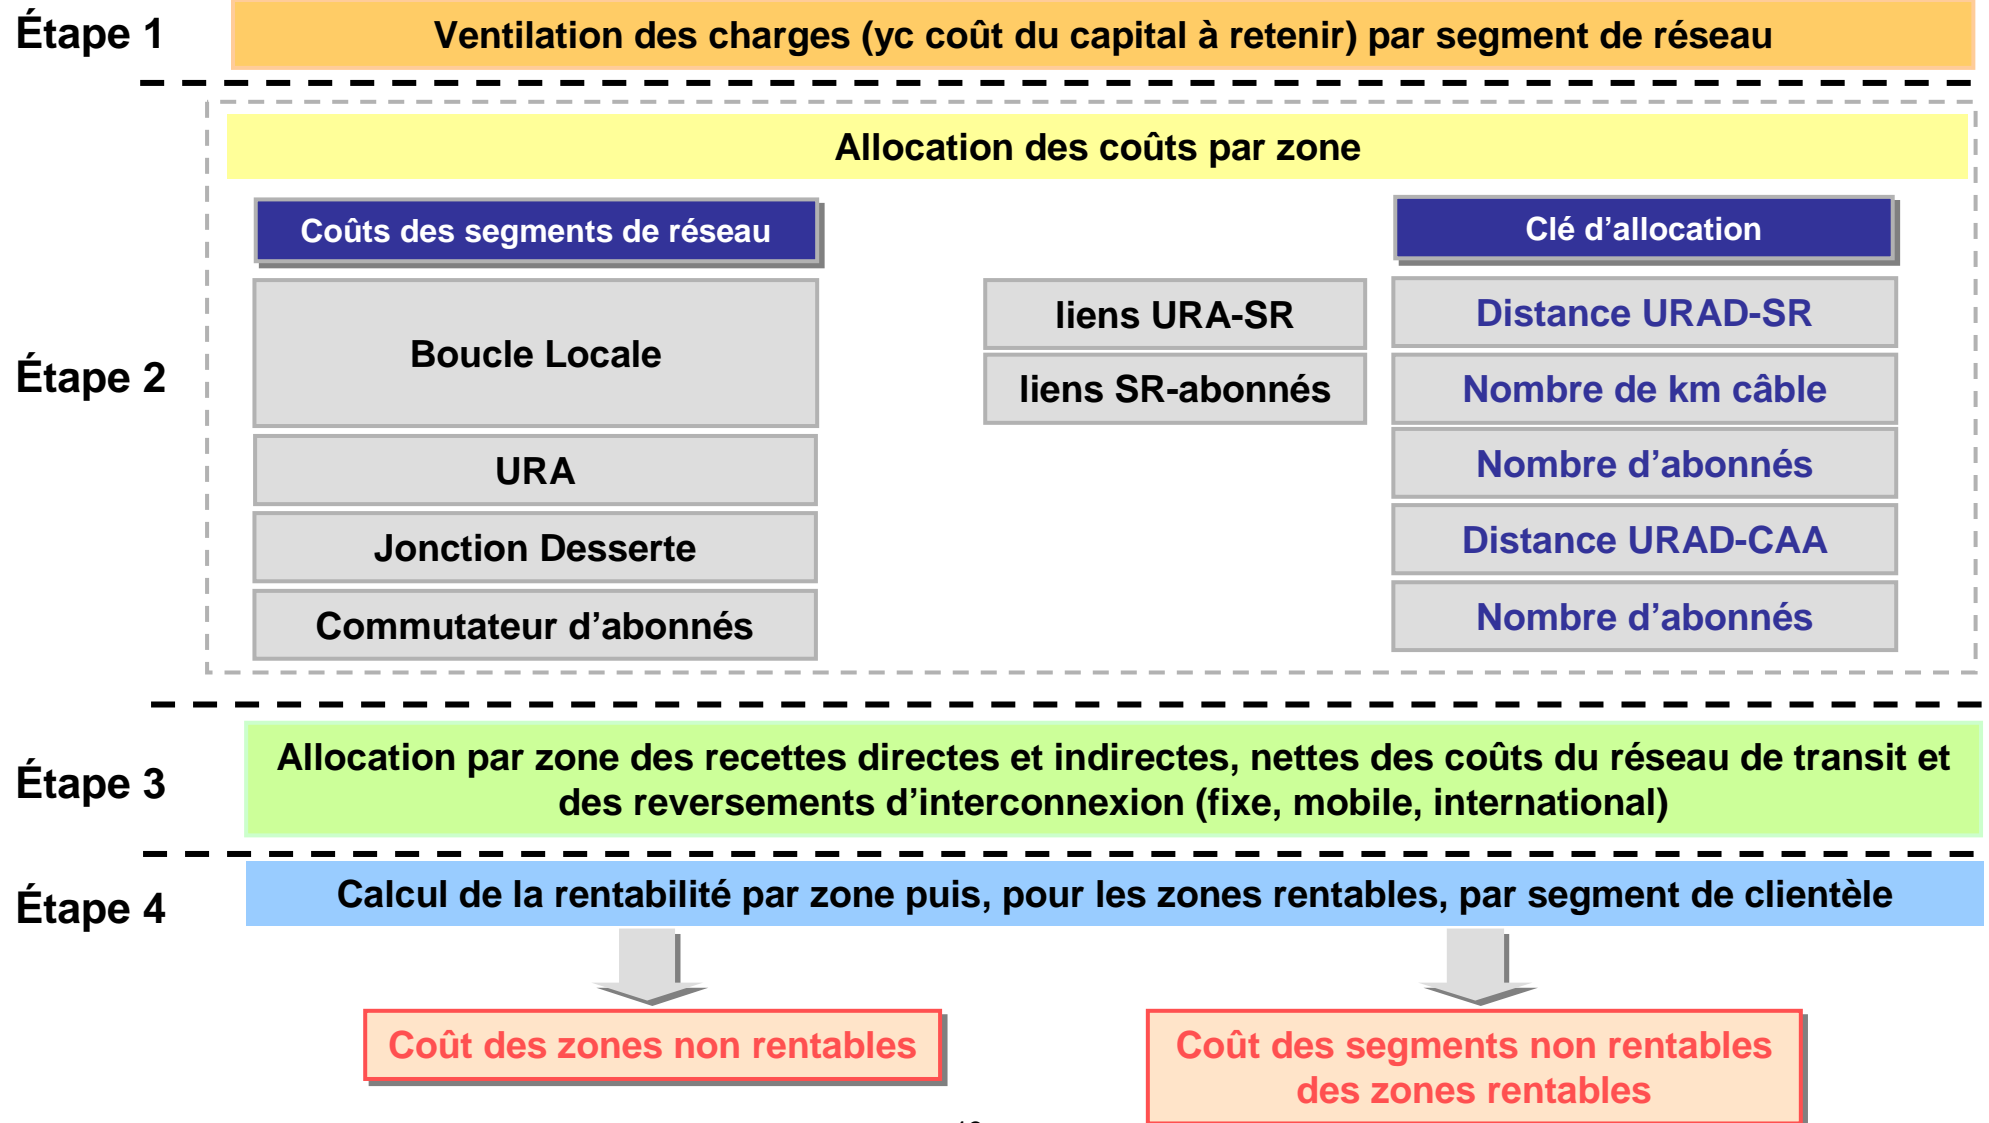 Étape 1
Ventilation des charges (yc coût du capital à retenir) par segment de réseau
Allocation des coûts par zone
Étape 2
Coûts des segments de réseau
Clé d’allocation
Boucle Locale
liens URA-SR
Distance URAD-SR
liens SR-abonnés
Nombre de km câble
URA
Nombre d’abonnés
Jonction Desserte
Distance URAD-CAA
Commutateur d’abonnés
Nombre d’abonnés
Étape 3
Allocation par zone des recettes directes et indirectes, nettes des coûts du réseau de transit et
des reversements d’interconnexion (fixe, mobile, international)
Étape 4
Calcul de la rentabilité par zone puis, pour les zones rentables, par segment de clientèle
Coût des zones non rentables
Coût des segments non rentables
des zones rentables